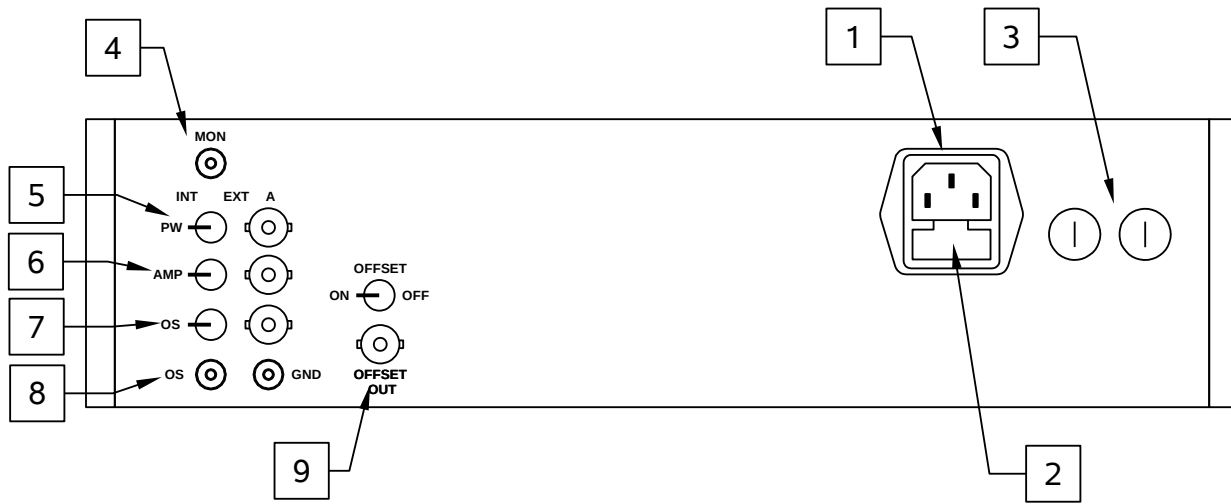 4
1
3
MON
5
INT EXT A
PW
6
AMP
OFFSET
ON OFF
7
OS
8
OS GND
OFFSET
OUT
9
2